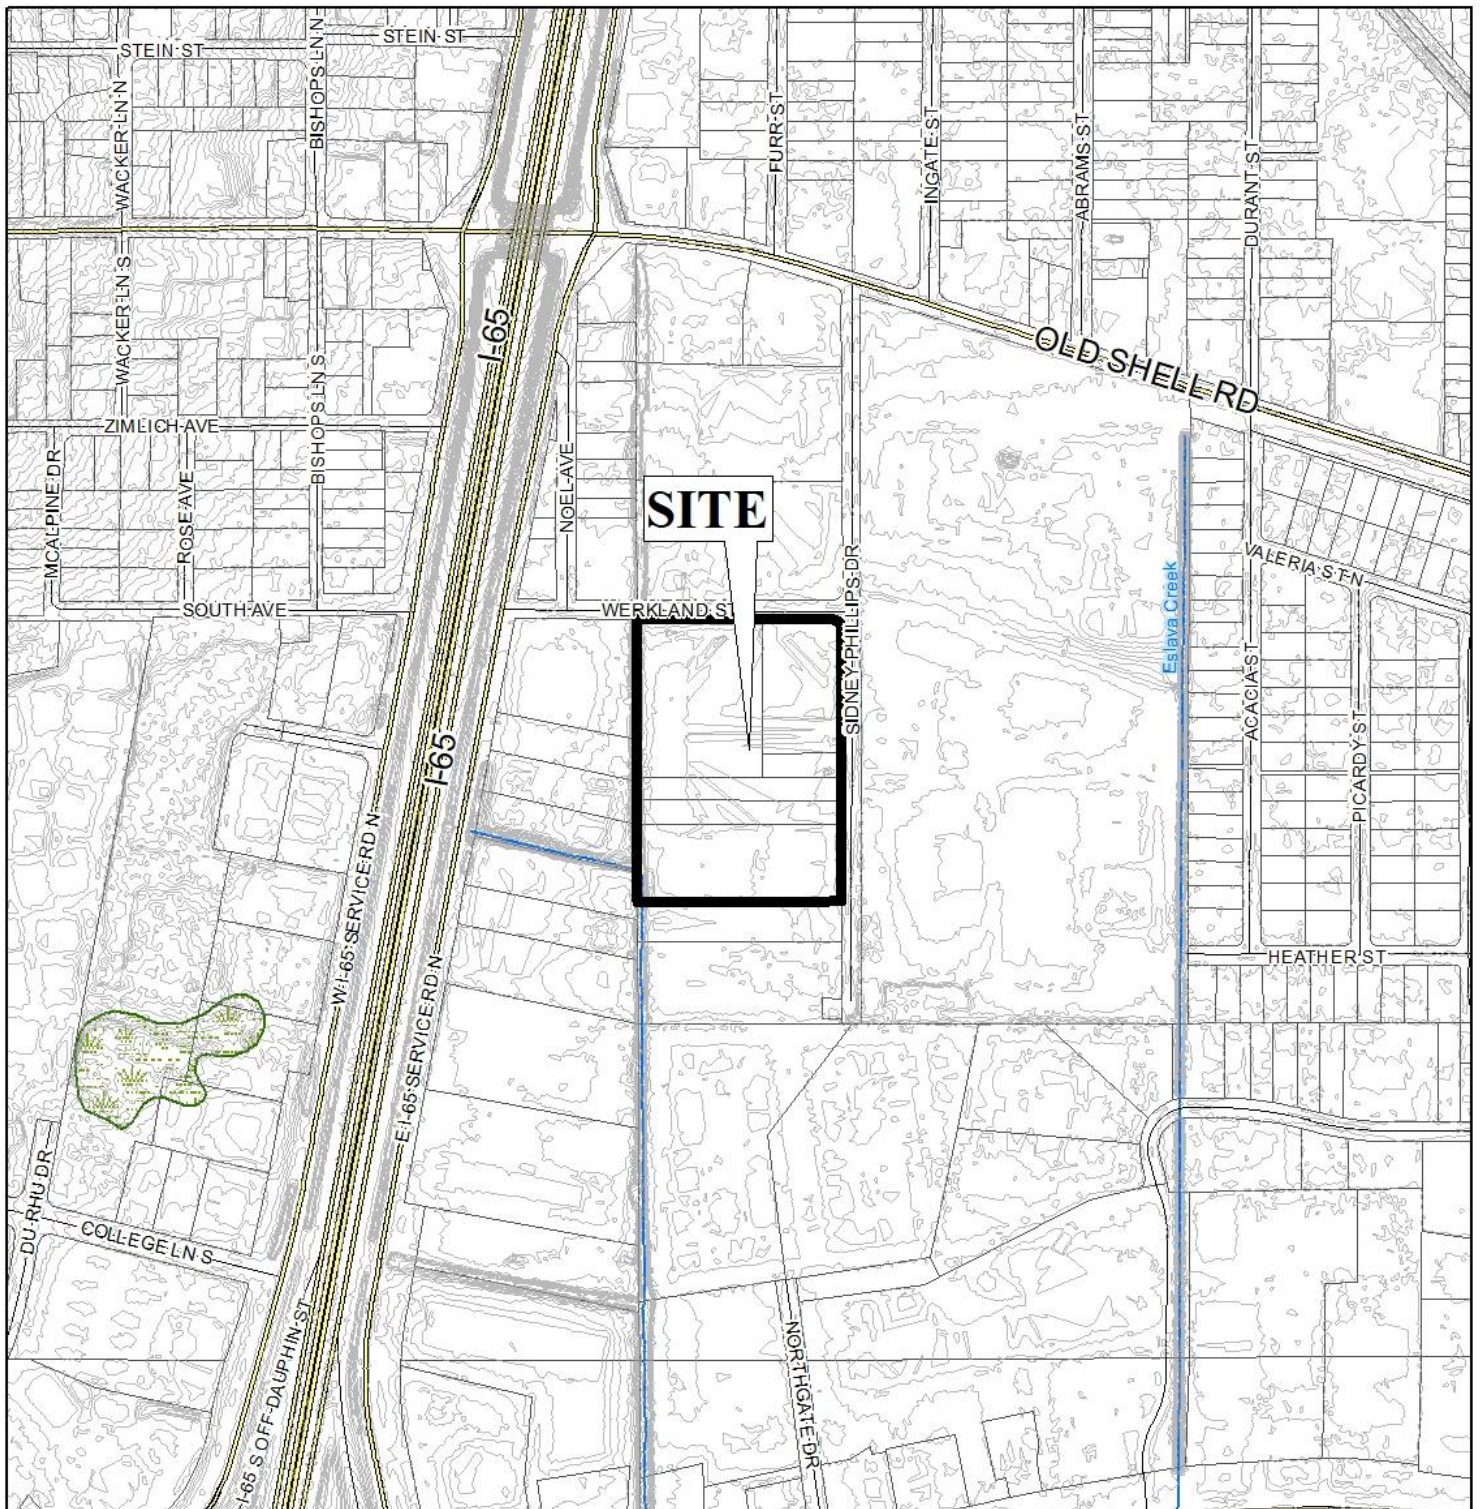 STEIN ST
STEIN ST
BISHOPS LN N
WACKER LN N
FURR ST
INGATE ST
ABRAMS ST
DURANT ST
WACKER LN S
I-65
OLD SHELL RD
BISHOPS LN S
ZIMLICH AVE
MCALPINE DR
ROSE AVE
NOEL AVE
SITE
SIDNEY PHILLIPS DR
VALERIA ST N
Eslava Creek
SOUTH AVE
WERKLAND ST
ACACIA ST
PICARDY ST
I-65
W I-65 SERVICE RD N
E I-65 SERVICE RD N
HEATHER ST
DU RHU DR
COLLEGE LN S
I-65 S OFF DAUPHIN ST
NORTHGATE DR